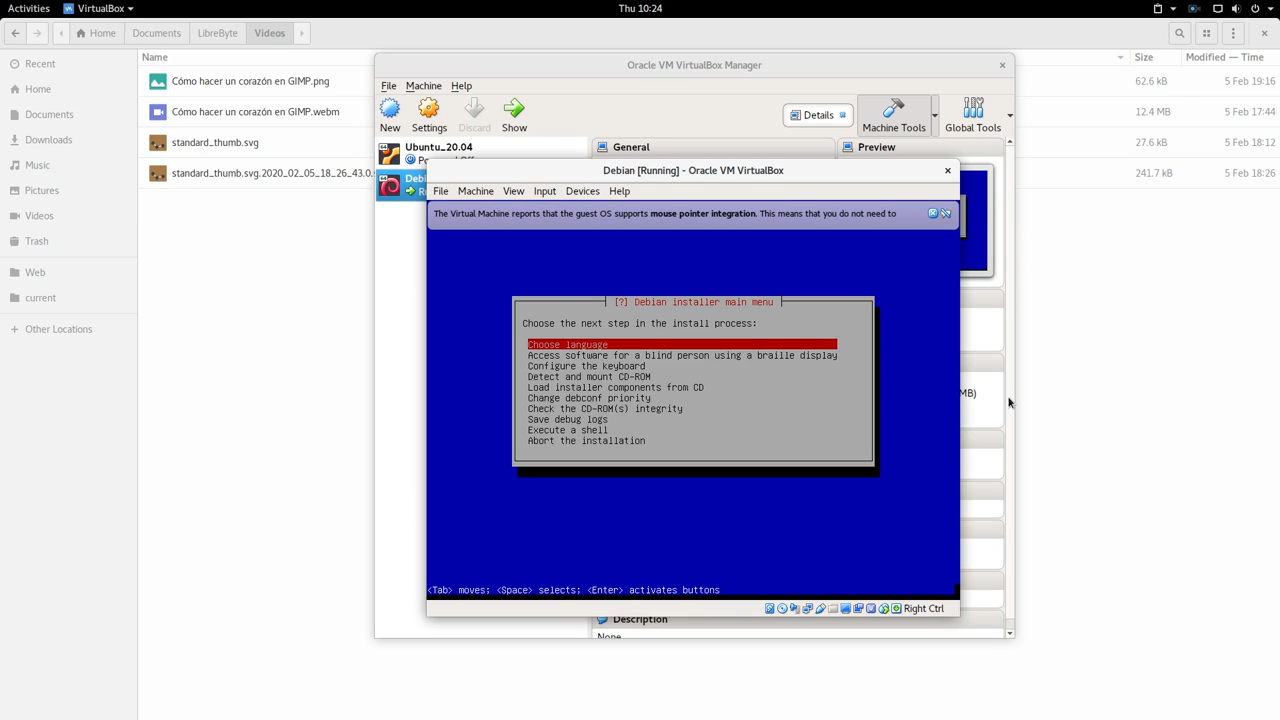 Activities VirtualBox Thu 10:24
Home Documents LibreByte Videos
Name Size Modified — Time
Recent
Home
Documents
Downloads
Music
Pictures
Videos
Trash
Web
current
Other Locations
Cómo hacer un corazón en GIMP.png 62.6 kB 5 Feb 19:16
Cómo hacer un corazón en GIMP.webm 12.4 MB 5 Feb 17:44
standard_thumb.svg 27.6 kB 5 Feb 18:12
standard_thumb.svg.2020_02_05_18_26_43.0.s 241.7 kB 5 Feb 18:26
Oracle VM VirtualBox Manager
File Machine Help
New Settings Discard Show Details Machine Tools Global Tools
Ubuntu_20.04
General Preview
MB)
Description
None
Debian [Running] - Oracle VM VirtualBox
File Machine View Input Devices Help
The Virtual Machine reports that the guest OS supports mouse pointer integration. This means that you do not need to
[?] Debian installer main menu
Choose the next step in the install process:
Choose language
Access software for a blind person using a braille display
Configure the keyboard
Detect and mount CD-ROM
Load installer components from CD
Change debconf priority
Check the CD-ROM(s) integrity
Save debug logs
Execute a shell
Abort the installation
<Tab> moves; <Space> selects; <Enter> activates buttons
Right Ctrl